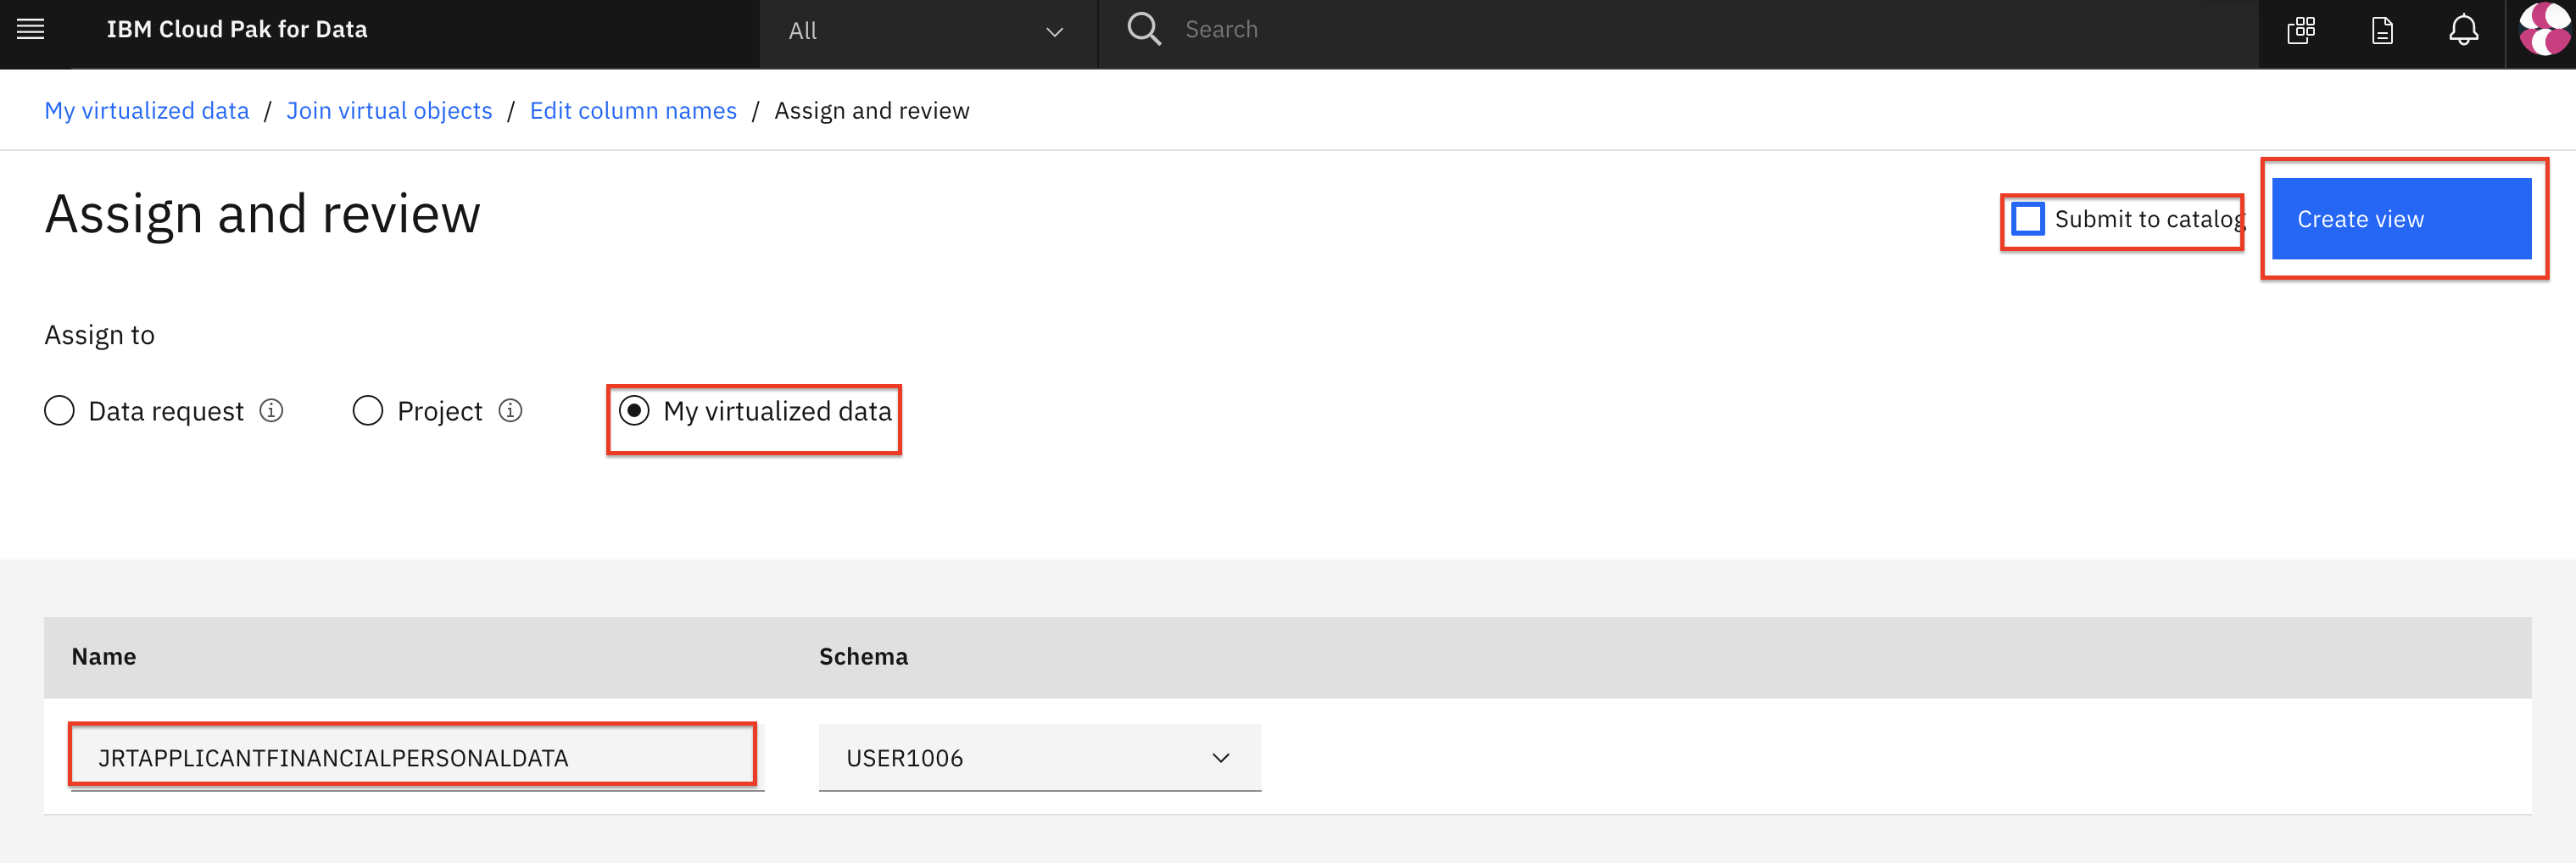 IBM Cloud Pak for Data All Search
My virtualized data / Join virtual objects / Edit column names / Assign and review
Assign and review
Submit to catalog
Create view
Assign to
Data request Project My virtualized data
Name Schema
JRTAPPLICANTFINANCIALPERSONALDATA USER1006